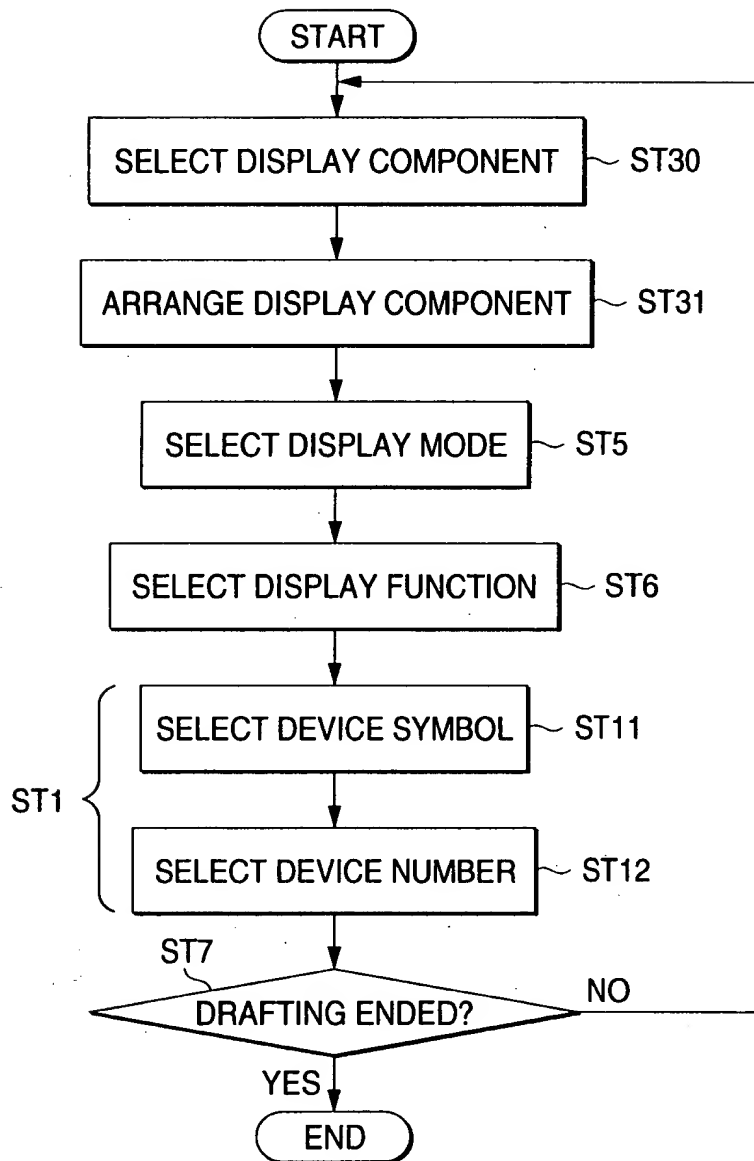 START
SELECT DISPLAY COMPONENT
ST30
ARRANGE DISPLAY COMPONENT
ST31
SELECT DISPLAY MODE
ST5
SELECT DISPLAY FUNCTION
ST6
ST1
SELECT DEVICE SYMBOL
ST11
SELECT DEVICE NUMBER
ST12
ST7
DRAFTING ENDED?
NO
YES
END